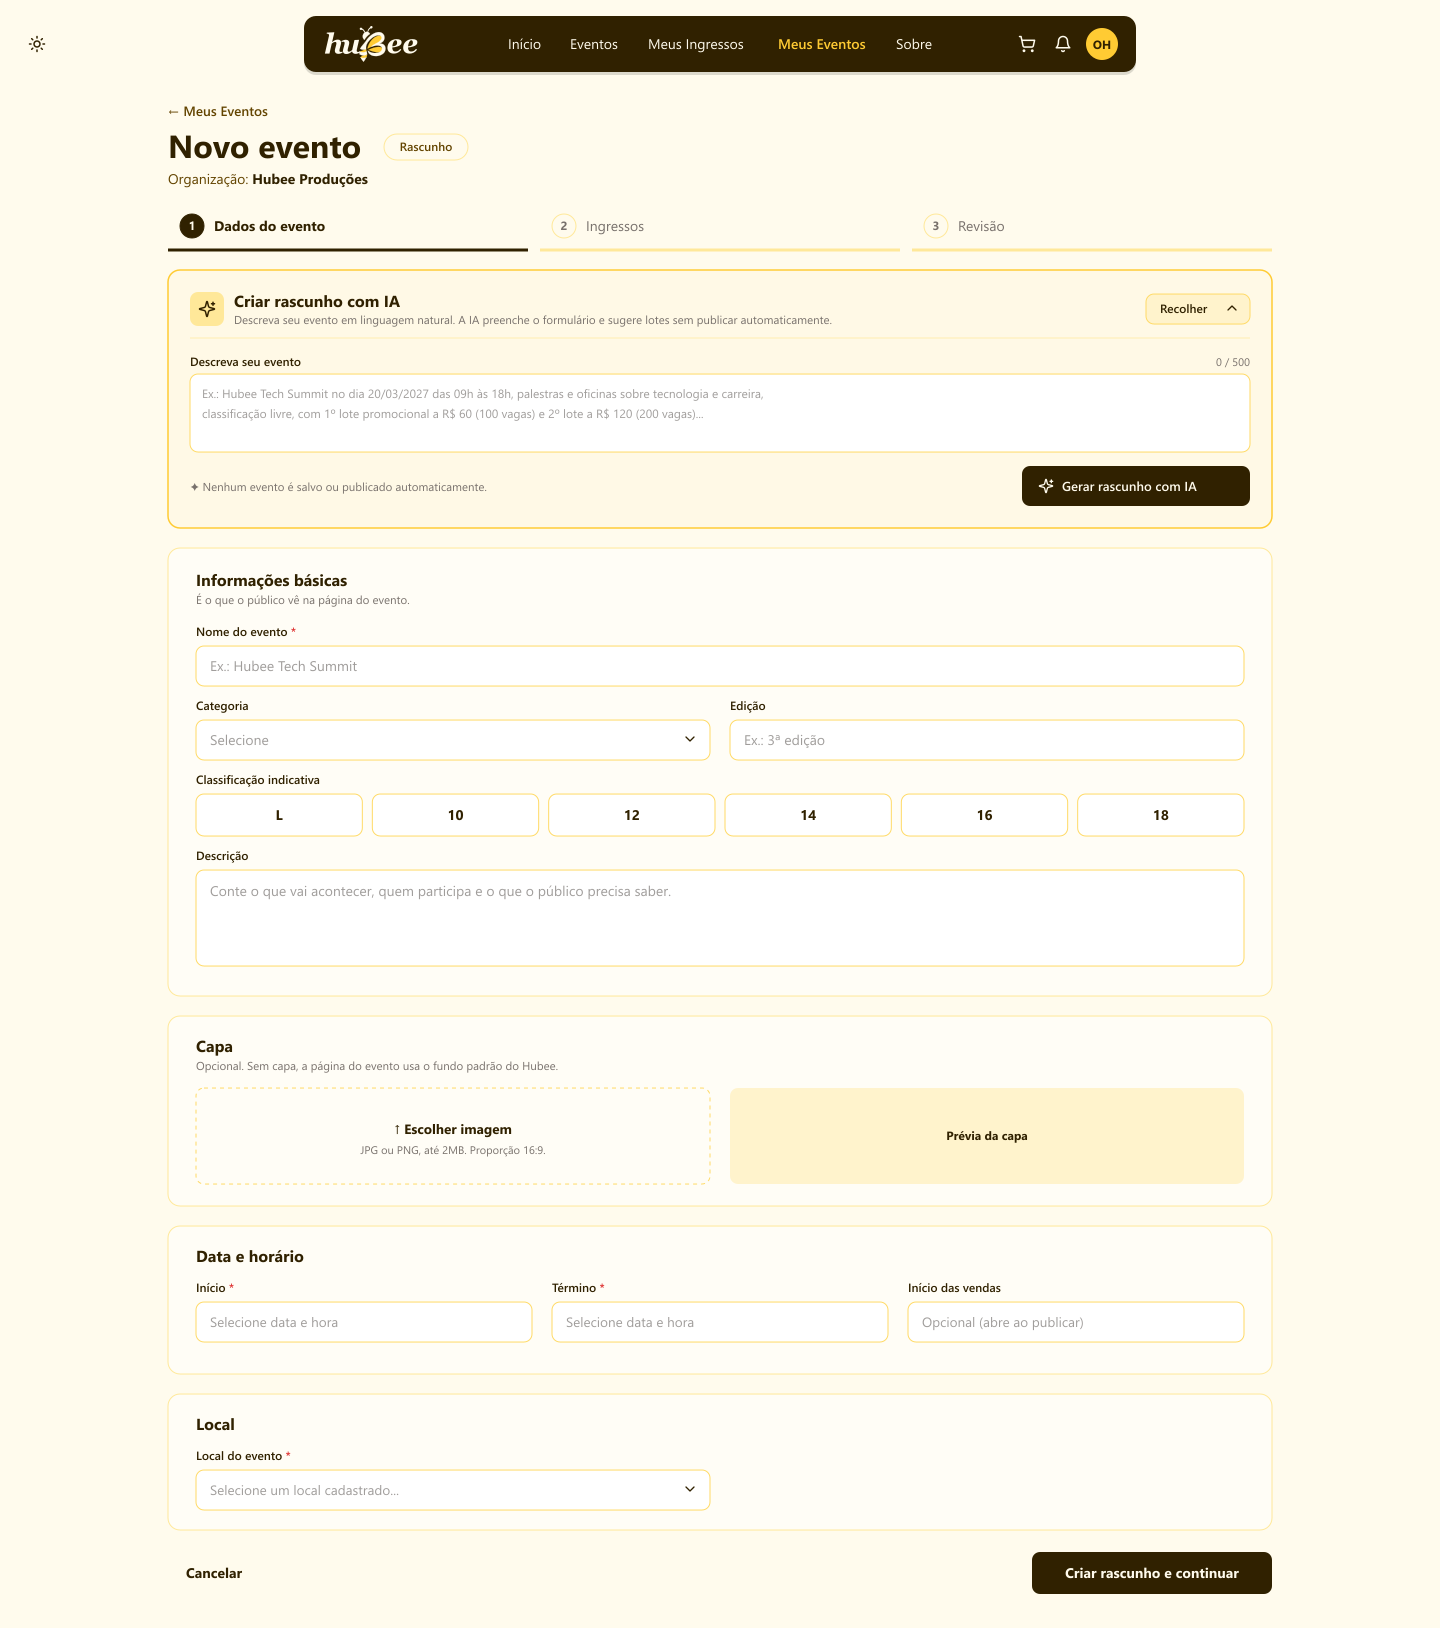 huBee
Início
Eventos
Meus Ingressos
Meus Eventos
Sobre
OH
← Meus Eventos
Novo evento
Rascunho
Organização: Hubee Produções
1 Dados do evento
2 Ingressos
3 Revisão
Criar rascunho com IA
Descreva seu evento em linguagem natural. A IA preenche o formulário e sugere lotes sem publicar automaticamente.
Recolher
Descreva seu evento
0 / 500
Ex.: Hubee Tech Summit no dia 20/03/2027 das 09h às 18h, palestras e oficinas sobre tecnologia e carreira,
classificação livre, com 1º lote promocional a R$ 60 (100 vagas) e 2º lote a R$ 120 (200 vagas)...
✦ Nenhum evento é salvo ou publicado automaticamente.
Gerar rascunho com IA
Informações básicas
É o que o público vê na página do evento.
Nome do evento *
Ex.: Hubee Tech Summit
Categoria
Edição
Selecione
Ex.: 3ª edição
Classificação indicativa
L
10
12
14
16
18
Descrição
Conte o que vai acontecer, quem participa e o que o público precisa saber.
Capa
Opcional. Sem capa, a página do evento usa o fundo padrão do Hubee.
↑ Escolher imagem
JPG ou PNG, até 2MB. Proporção 16:9.
Prévia da capa
Data e horário
Início *
Término *
Início das vendas
Selecione data e hora
Selecione data e hora
Opcional (abre ao publicar)
Local
Local do evento *
Selecione um local cadastrado...
Cancelar
Criar rascunho e continuar